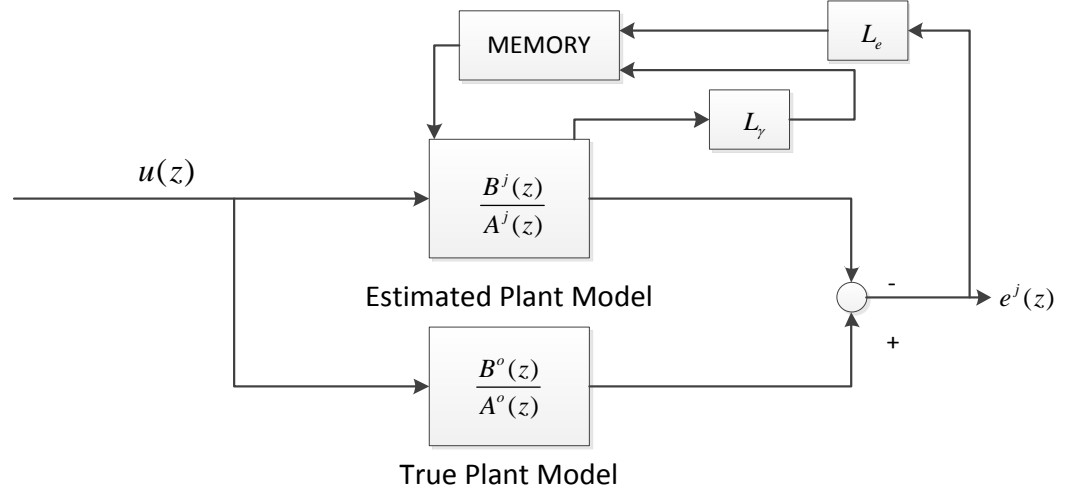 MEMORY
L_e
L_γ
u(z)
B^j(z)
A^j(z)
Estimated Plant Model
-
e^j(z)
+
B^o(z)
A^o(z)
True Plant Model